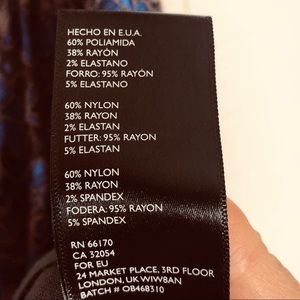 HECHO EN E.U.A.
60% POLIAMIDA
38% RAYÓN
2% ELASTANO
FORRO: 95% RAYÓN
5% ELASTANO
60% NYLON
38% RAYON
2% ELASTAN
FUTTER: 95% RAYON
5% ELASTAN
60% NYLON
38% RAYON
2% SPANDEX
FODERA: 95% RAYON
5% SPANDEX
RN 66170
CA 32054
FOR EU
24 MARKET PLACE, 3RD FLOOR
LONDON, UK WIW8AN
BATCH # OB468310